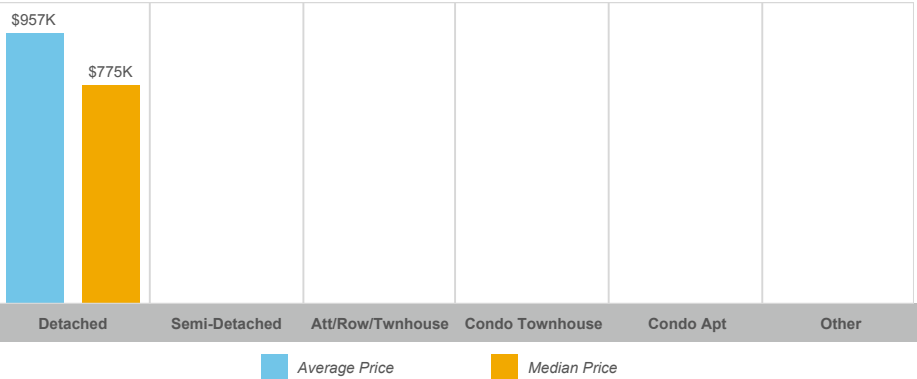 $957K
$775K
Detached Semi-Detached Att/Row/Twnhouse Condo Townhouse Condo Apt Other
Average Price Median Price